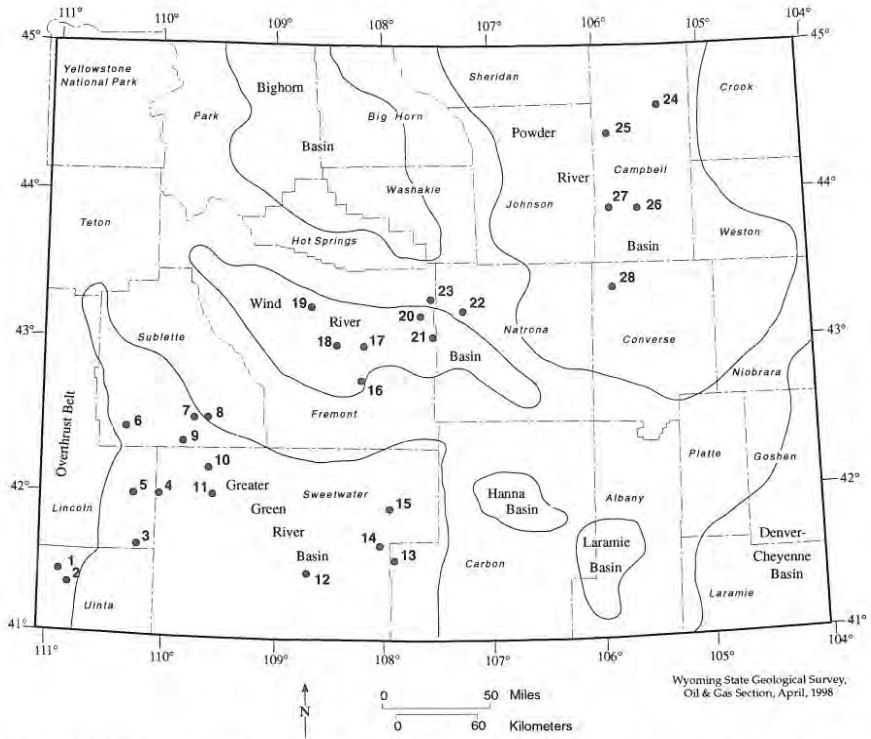 111° 110° 109° 108° 107° 106° 105° 104°
45° 45°
Yellowstone
National Park
Park
Bighorn
Basin
Big Horn
Washakie
Hot Springs
Sheridan
Powder
River
Basin
Johnson
Campbell
Crook
Weston
24
25
27 26
28
44° 44°
Teton
Wind
River
Basin
19
23
22
20
21
18 17
16
Natrona
Converse
Niobrara
43° 43°
Sublette
Fremont
Overthrust Belt
6
7 8
9
10
11
5 4
Greater
Green
River
Basin
Sweetwater
15
14
13
12
3
Lincoln
1
2
Uinta
Hanna
Basin
Carbon
Albany
Laramie
Basin
Platte
Goshen
Denver-
Cheyenne
Basin
Laramie
42° 42°
41° 41°
111° 110° 109° 108° 107° 106° 105° 104°
N
0 50 Miles
0 60 Kilometers
Wyoming State Geological Survey,
Oil & Gas Section, April, 1998